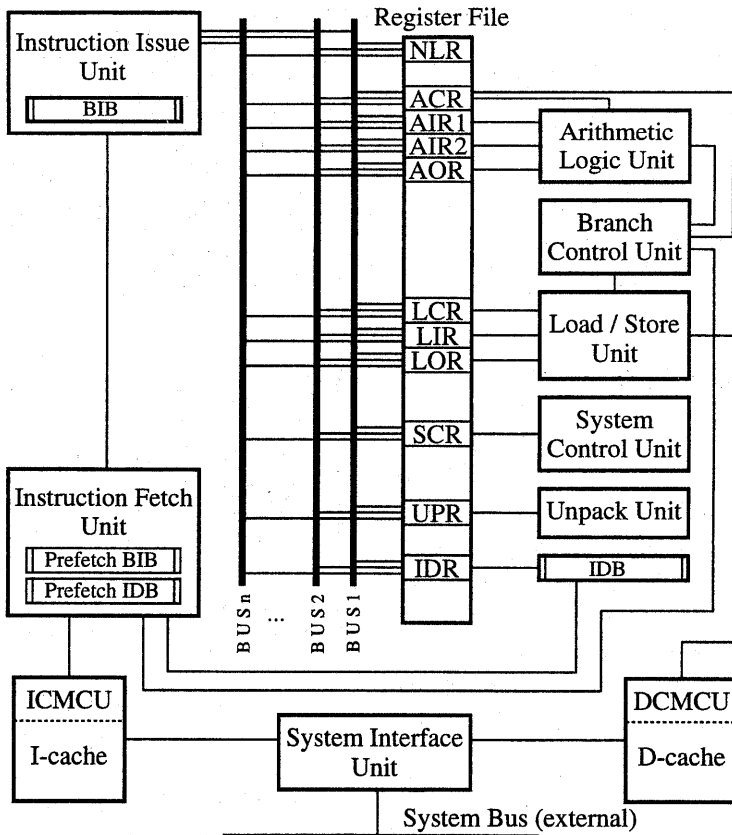 Register File
Instruction Issue
Unit
BIB
NLR
ACR
AIR1
AIR2
AOR
Arithmetic
Logic Unit
Branch
Control Unit
LCR
LIR
LOR
Load / Store
Unit
SCR
System
Control Unit
Instruction Fetch
Unit
Prefetch BIB
Prefetch IDB
UPR
Unpack Unit
IDR
IDB
BUSn
...
BUS2
BUS1
ICMCU
I-cache
System Interface
Unit
DCMCU
D-cache
System Bus (external)